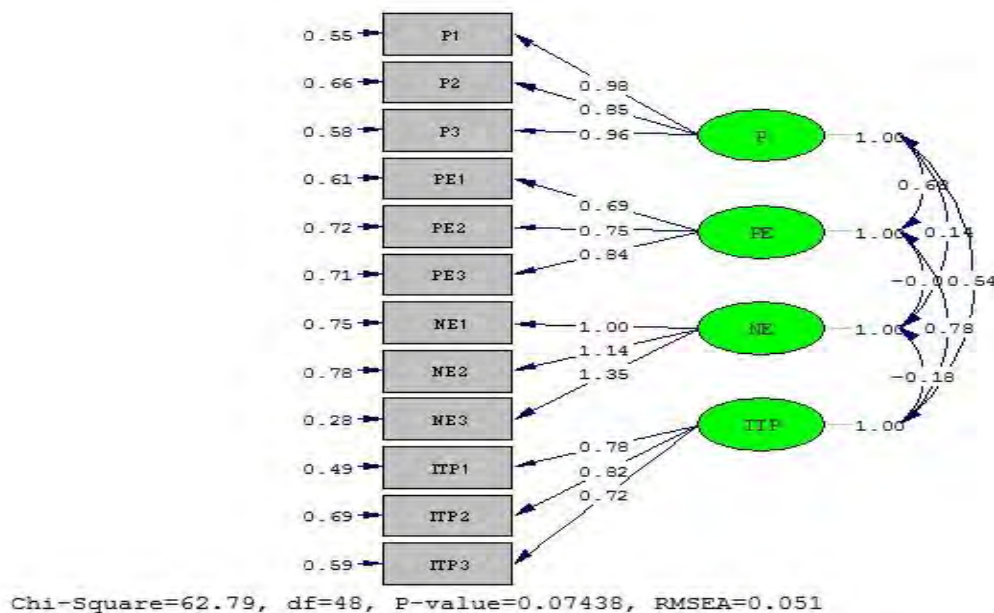 0.55 P1
0.98
0.66 P2
0.85
0.58 P3
0.96 P 1.00
0.61 PE1
0.68
0.69
0.72 PE2
0.75 PE 1.00 0.14
0.84
0.71 PE3
0.54
0.75 NE1
1.00 NE 1.00 0.78
1.14
0.78 NE2
1.35
-0.18
0.28 NE3
ITP 1.00
0.78
0.49 ITP1
0.82
0.72
0.69 ITP2
0.59 ITP3
Chi-Square=62.79, df=48, P-value=0.07438, RMSEA=0.051